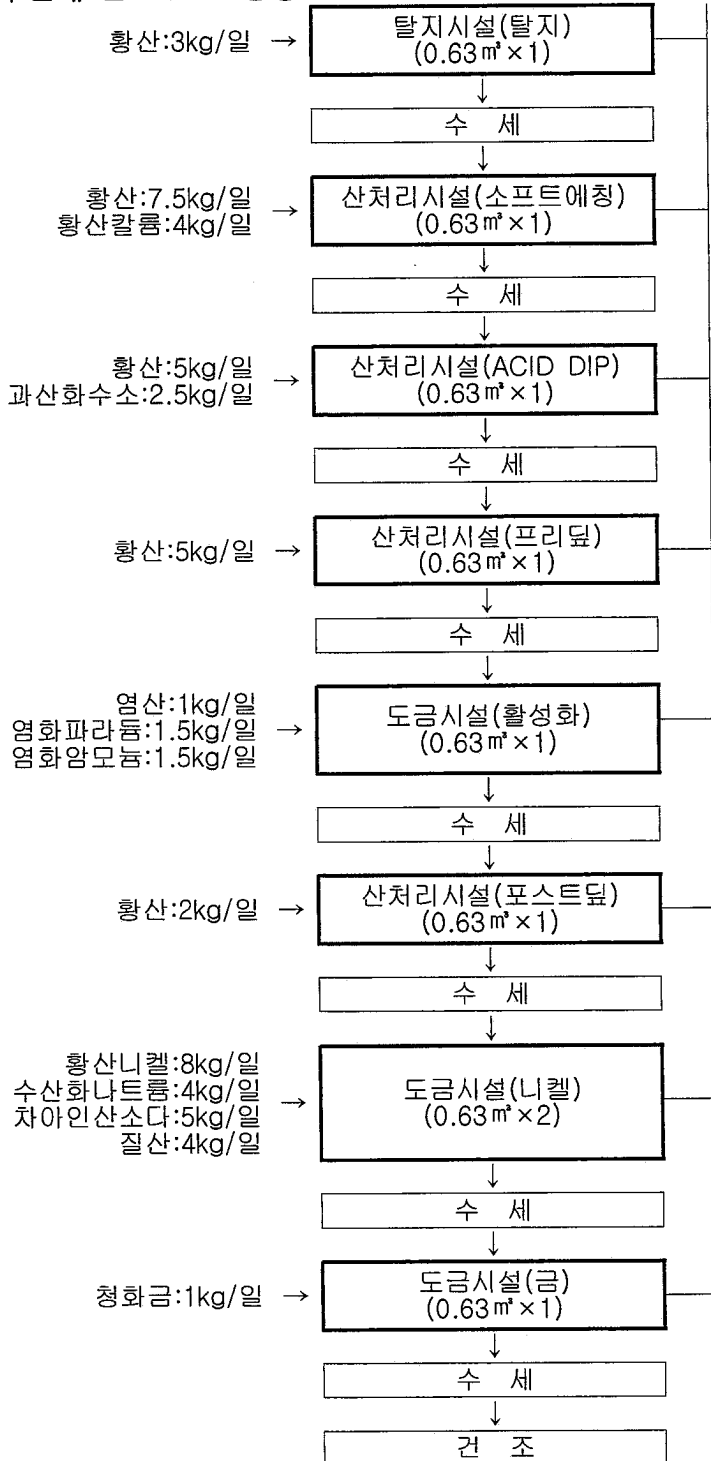 탈지시설(탈지)
황산:3kg/일 →
(0.63㎥×1)
↓
수 세
↓
황산:7.5kg/일
황산칼륨:4kg/일 →
산처리시설(소프트에칭)
(0.63㎥×1)
↓
수 세
↓
황산:5kg/일
과산화수소:2.5kg/일 →
산처리시설(ACID DIP)
(0.63㎥×1)
↓
수 세
↓
황산:5kg/일 →
산처리시설(프리딮)
(0.63㎥×1)
↓
수 세
↓
염산:1kg/일
염화파라듐:1.5kg/일 →
염화암모늄:1.5kg/일
도금시설(활성화)
(0.63㎥×1)
↓
수 세
↓
황산:2kg/일 →
산처리시설(포스트딮)
(0.63㎥×1)
↓
수 세
↓
황산니켈:8kg/일
수산화나트륨:4kg/일
차아인산소다:5kg/일 →
질산:4kg/일
도금시설(니켈)
(0.63㎥×2)
↓
수 세
↓
청화금:1kg/일 →
도금시설(금)
(0.63㎥×1)
↓
수 세
↓
건 조